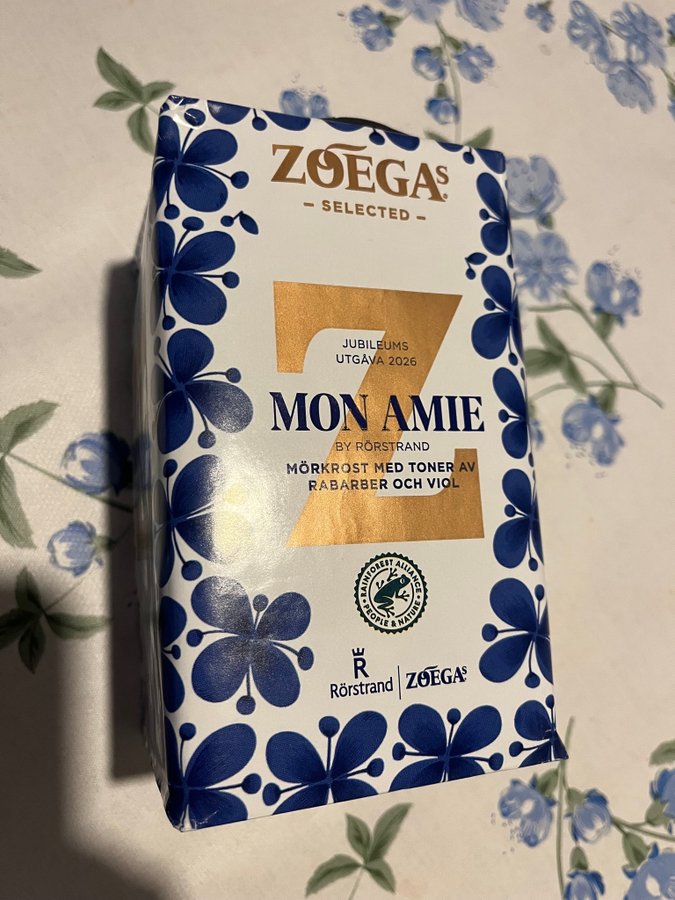 ZOÉGAS
– SELECTED –
JUBILEUMS
UTGÅVA 2026
MON AMIE
BY RÖRSTRAND
MÖRKROST MED TONER AV
RABARBER OCH VIOL
RAINFOREST ALLIANCE
PEOPLE & NATURE
R
Rörstrand | ZOÉGAS